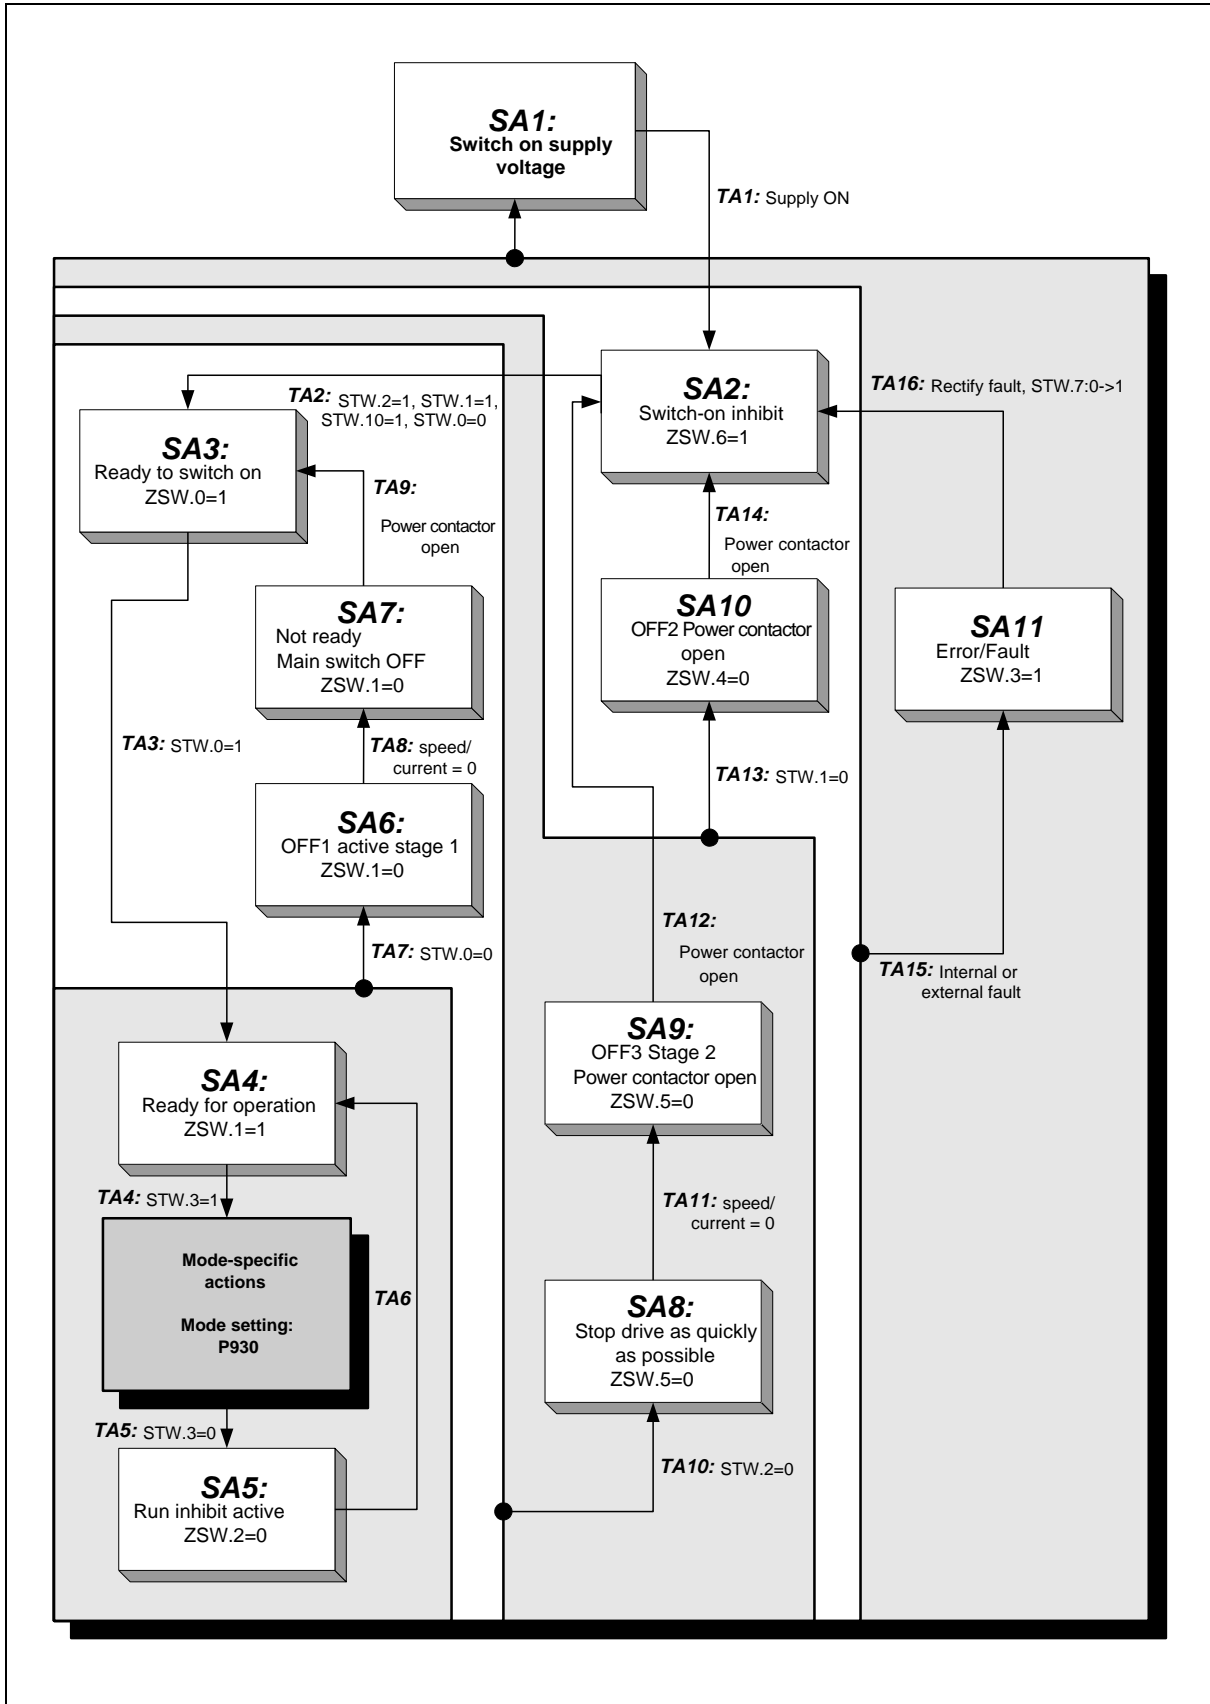 SA1:
Switch on supply
voltage
TA1: Supply ON
TA2: STW.2=1, STW.1=1,
STW.10=1, STW.0=0
SA2:
Switch-on inhibit
ZSW.6=1
TA16: Rectify fault, STW.7:0->1
SA3:
Ready to switch on
ZSW.0=1
TA9:
Power contactor
open
TA14:
Power contactor
open
SA7:
Not ready
Main switch OFF
ZSW.1=0
SA10
OFF2 Power contactor
open
ZSW.4=0
SA11
Error/Fault
ZSW.3=1
TA3: STW.0=1
TA8: speed/
current = 0
TA13: STW.1=0
SA6:
OFF1 active stage 1
ZSW.1=0
TA7: STW.0=0
TA12:
Power contactor
open
TA15: Internal or
external fault
SA4:
Ready for operation
ZSW.1=1
SA9:
OFF3 Stage 2
Power contactor open
ZSW.5=0
TA4: STW.3=1
TA11: speed/
current = 0
Mode-specific
actions
Mode setting:
P930
TA6
SA8:
Stop drive as quickly
as possible
ZSW.5=0
TA5: STW.3=0
TA10: STW.2=0
SA5:
Run inhibit active
ZSW.2=0